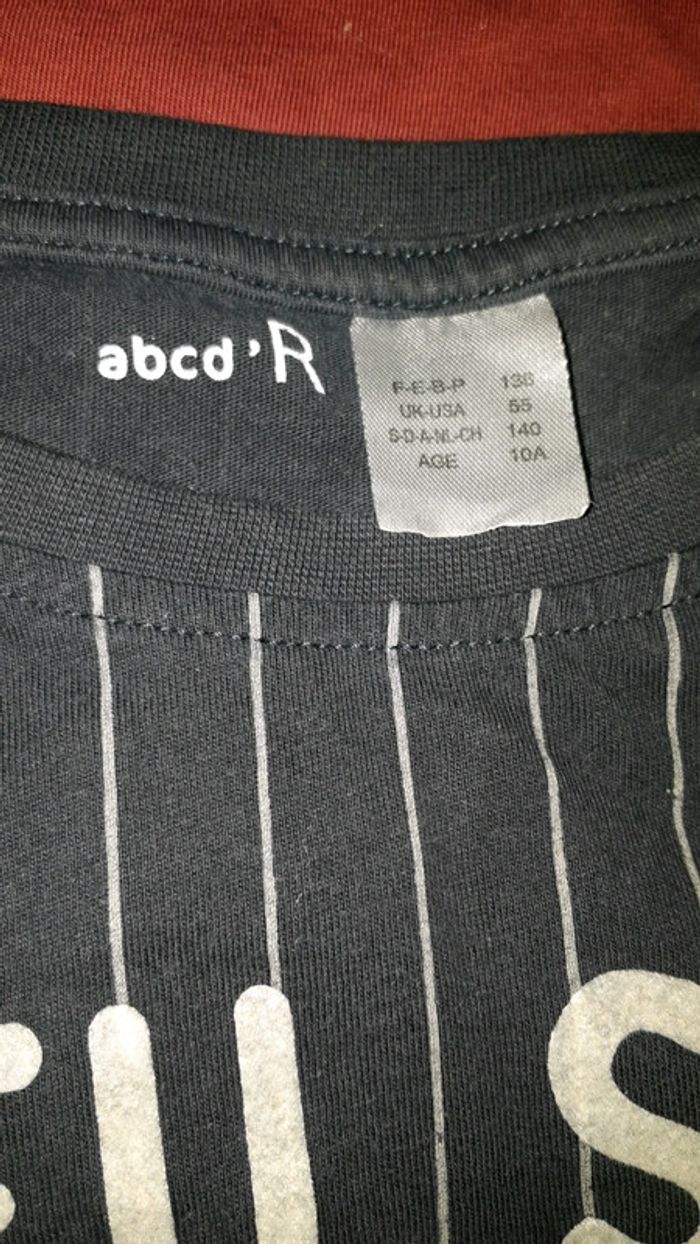 abcd'R
F-E-B-P 138
UK-USA 55
S-D-A-NL-CH 140
AGE 10A